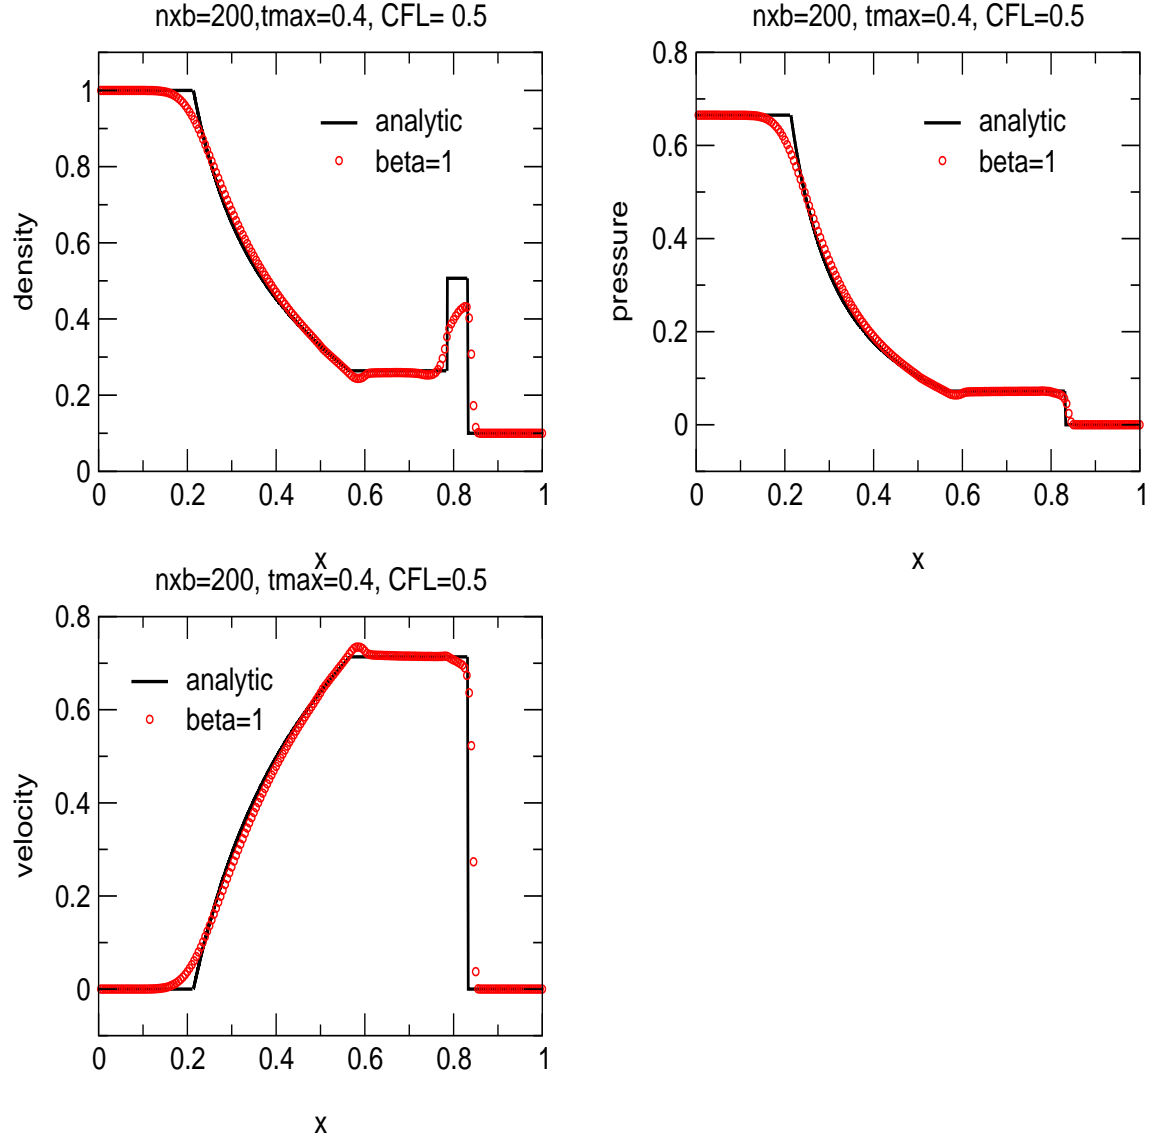 nxb=200,tmax=0.4, CFL= 0.5
density
1
0.8
0.6
0.4
0.2
0
analytic
beta=1
0 0.2 0.4 0.6 0.8 1
x
nxb=200, tmax=0.4, CFL=0.5
pressure
0.8
0.6
0.4
0.2
0
analytic
beta=1
0 0.2 0.4 0.6 0.8 1
x
nxb=200, tmax=0.4, CFL=0.5
velocity
0.8
0.6
0.4
0.2
0
analytic
beta=1
0 0.2 0.4 0.6 0.8 1
x